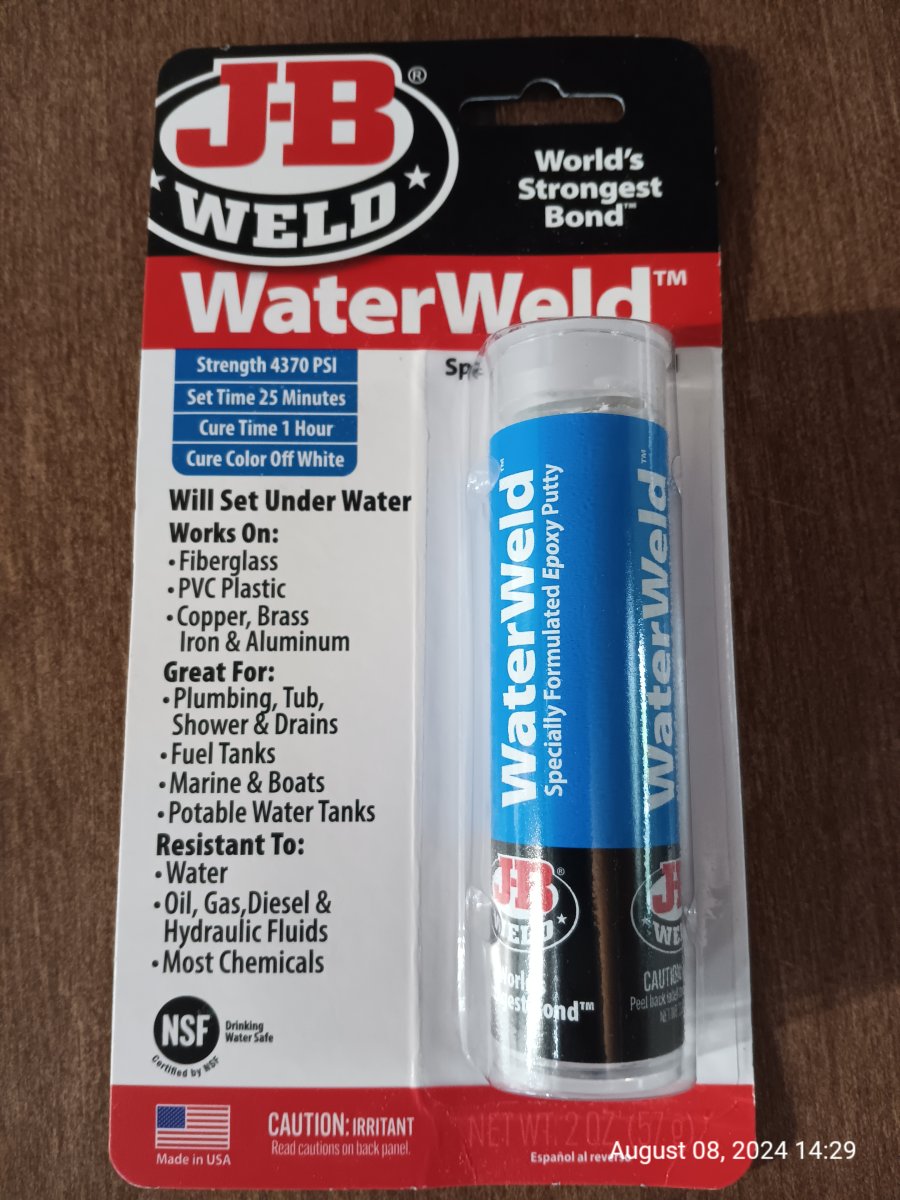 J-B®
WELD
World's
Strongest
Bond™
WaterWeld™
Strength 4370 PSI
Set Time 25 Minutes
Cure Time 1 Hour
Cure Color Off White
Will Set Under Water
Works On:
• Fiberglass
• PVC Plastic
• Copper, Brass
Iron & Aluminum
Great For:
• Plumbing, Tub,
Shower & Drains
• Fuel Tanks
• Marine & Boats
• Potable Water Tanks
Resistant To:
• Water
• Oil, Gas,Diesel &
Hydraulic Fluids
• Most Chemicals
NSF
Drinking
Water Safe
Certified by NSF
Made in USA
CAUTION: IRRITANT
Read cautions on back panel.
NET WT. 2 OZ (57 g)
Español al reverso
WaterWeld™
Specially Formulated Epoxy Putty
WaterWeld™
J-B®
WELD
Bond™
J-B
WELD
Peel back
August 08, 2024 14:29